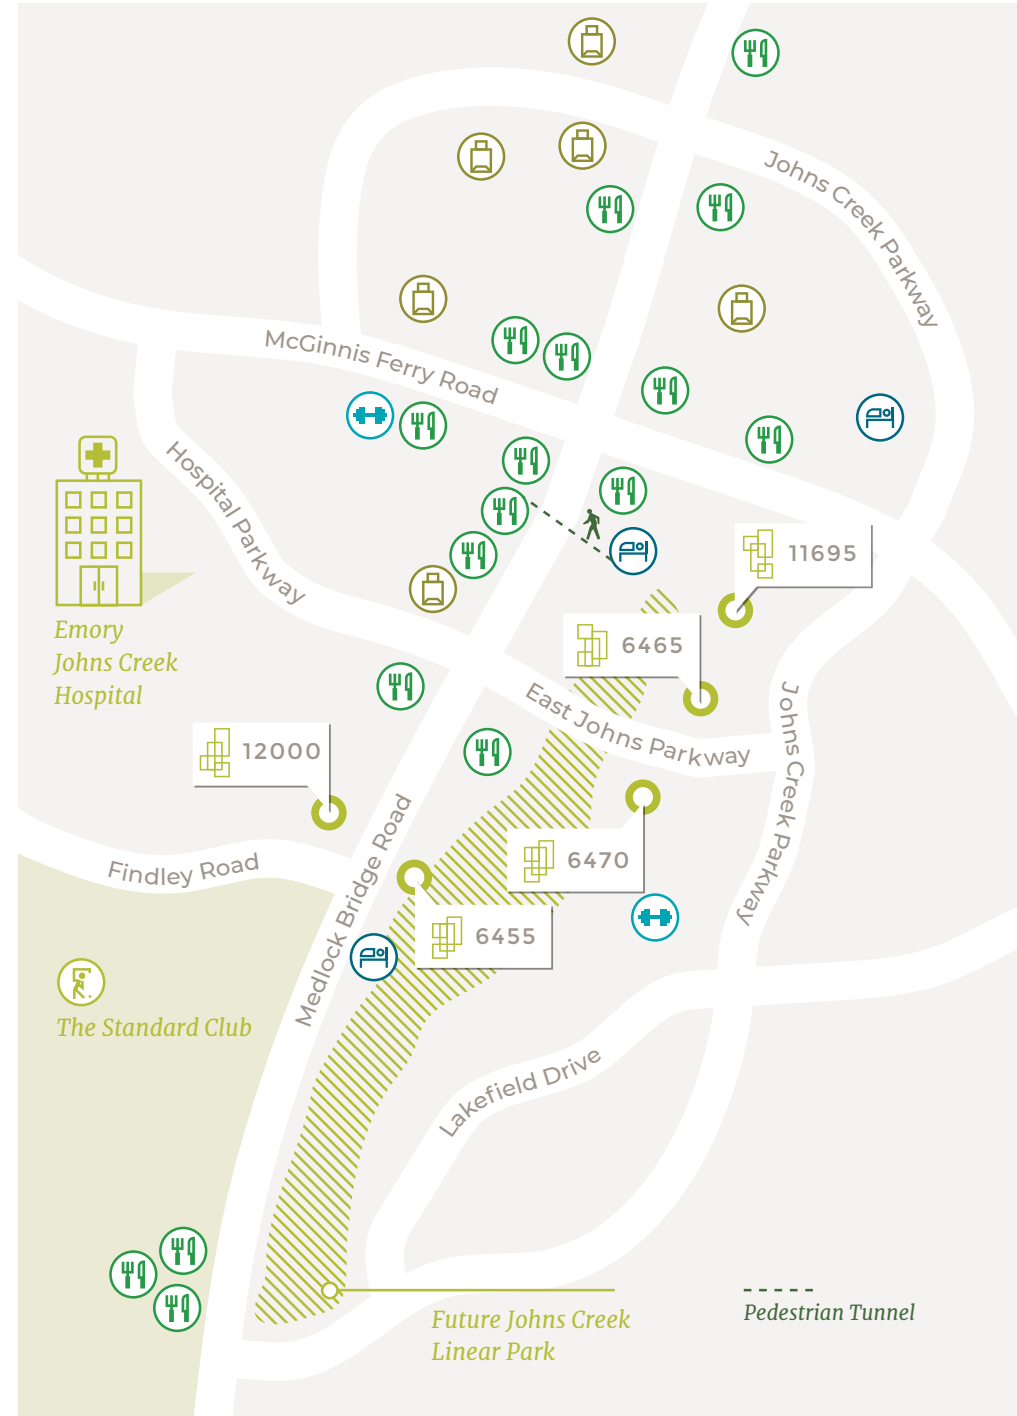 Johns Creek Parkway
McGinnis Ferry Road
Hospital Parkway
11695
Emory
Johns Creek
Hospital
6465
East Johns Parkway
Johns Creek Parkway
12000
Medlock Bridge Road
Findley Road
6470
6455
The Standard Club
Lakefield Drive
Future Johns Creek
Linear Park
Pedestrian Tunnel